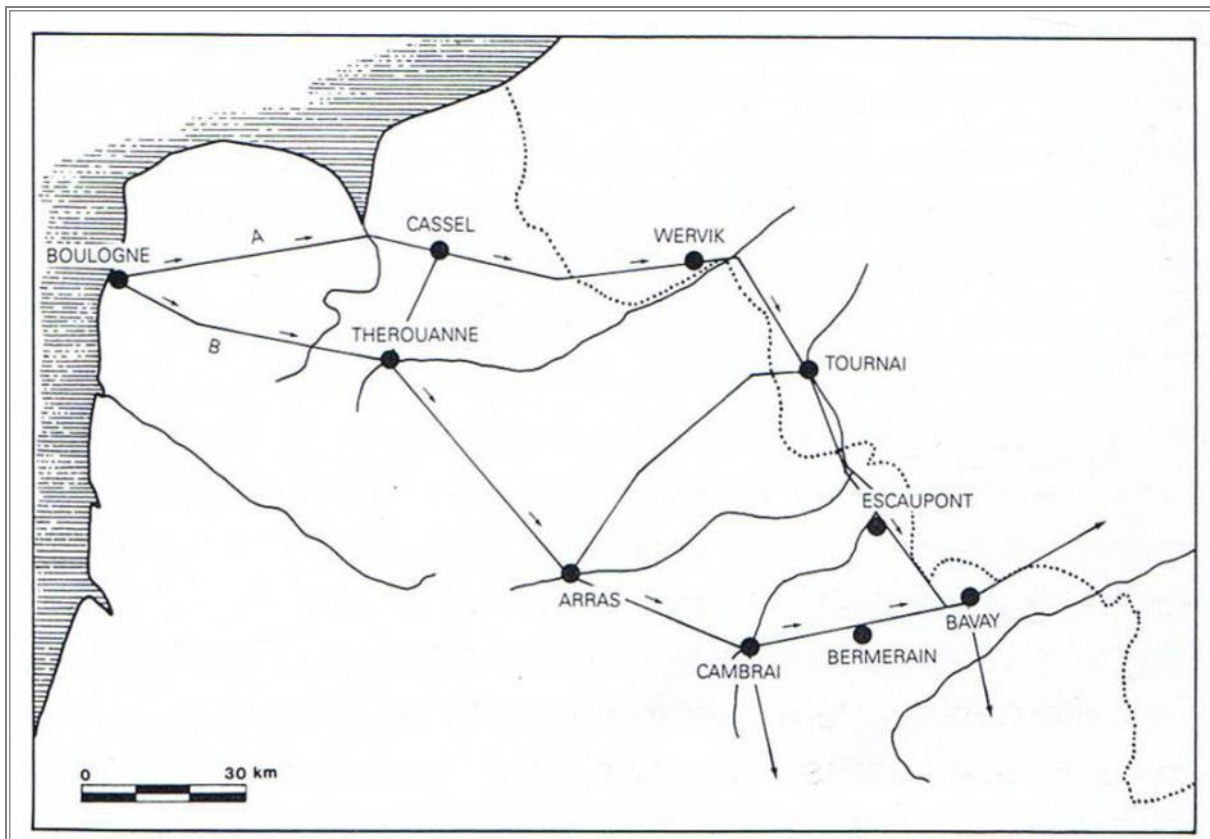 CASSEL
WERVIK
A
BOULOGNE
THEROUANNE
B
TOURNAI
ESCAUPONT
ARRAS
BAVAY
BERMERAIN
CAMBRAI
0 30 km